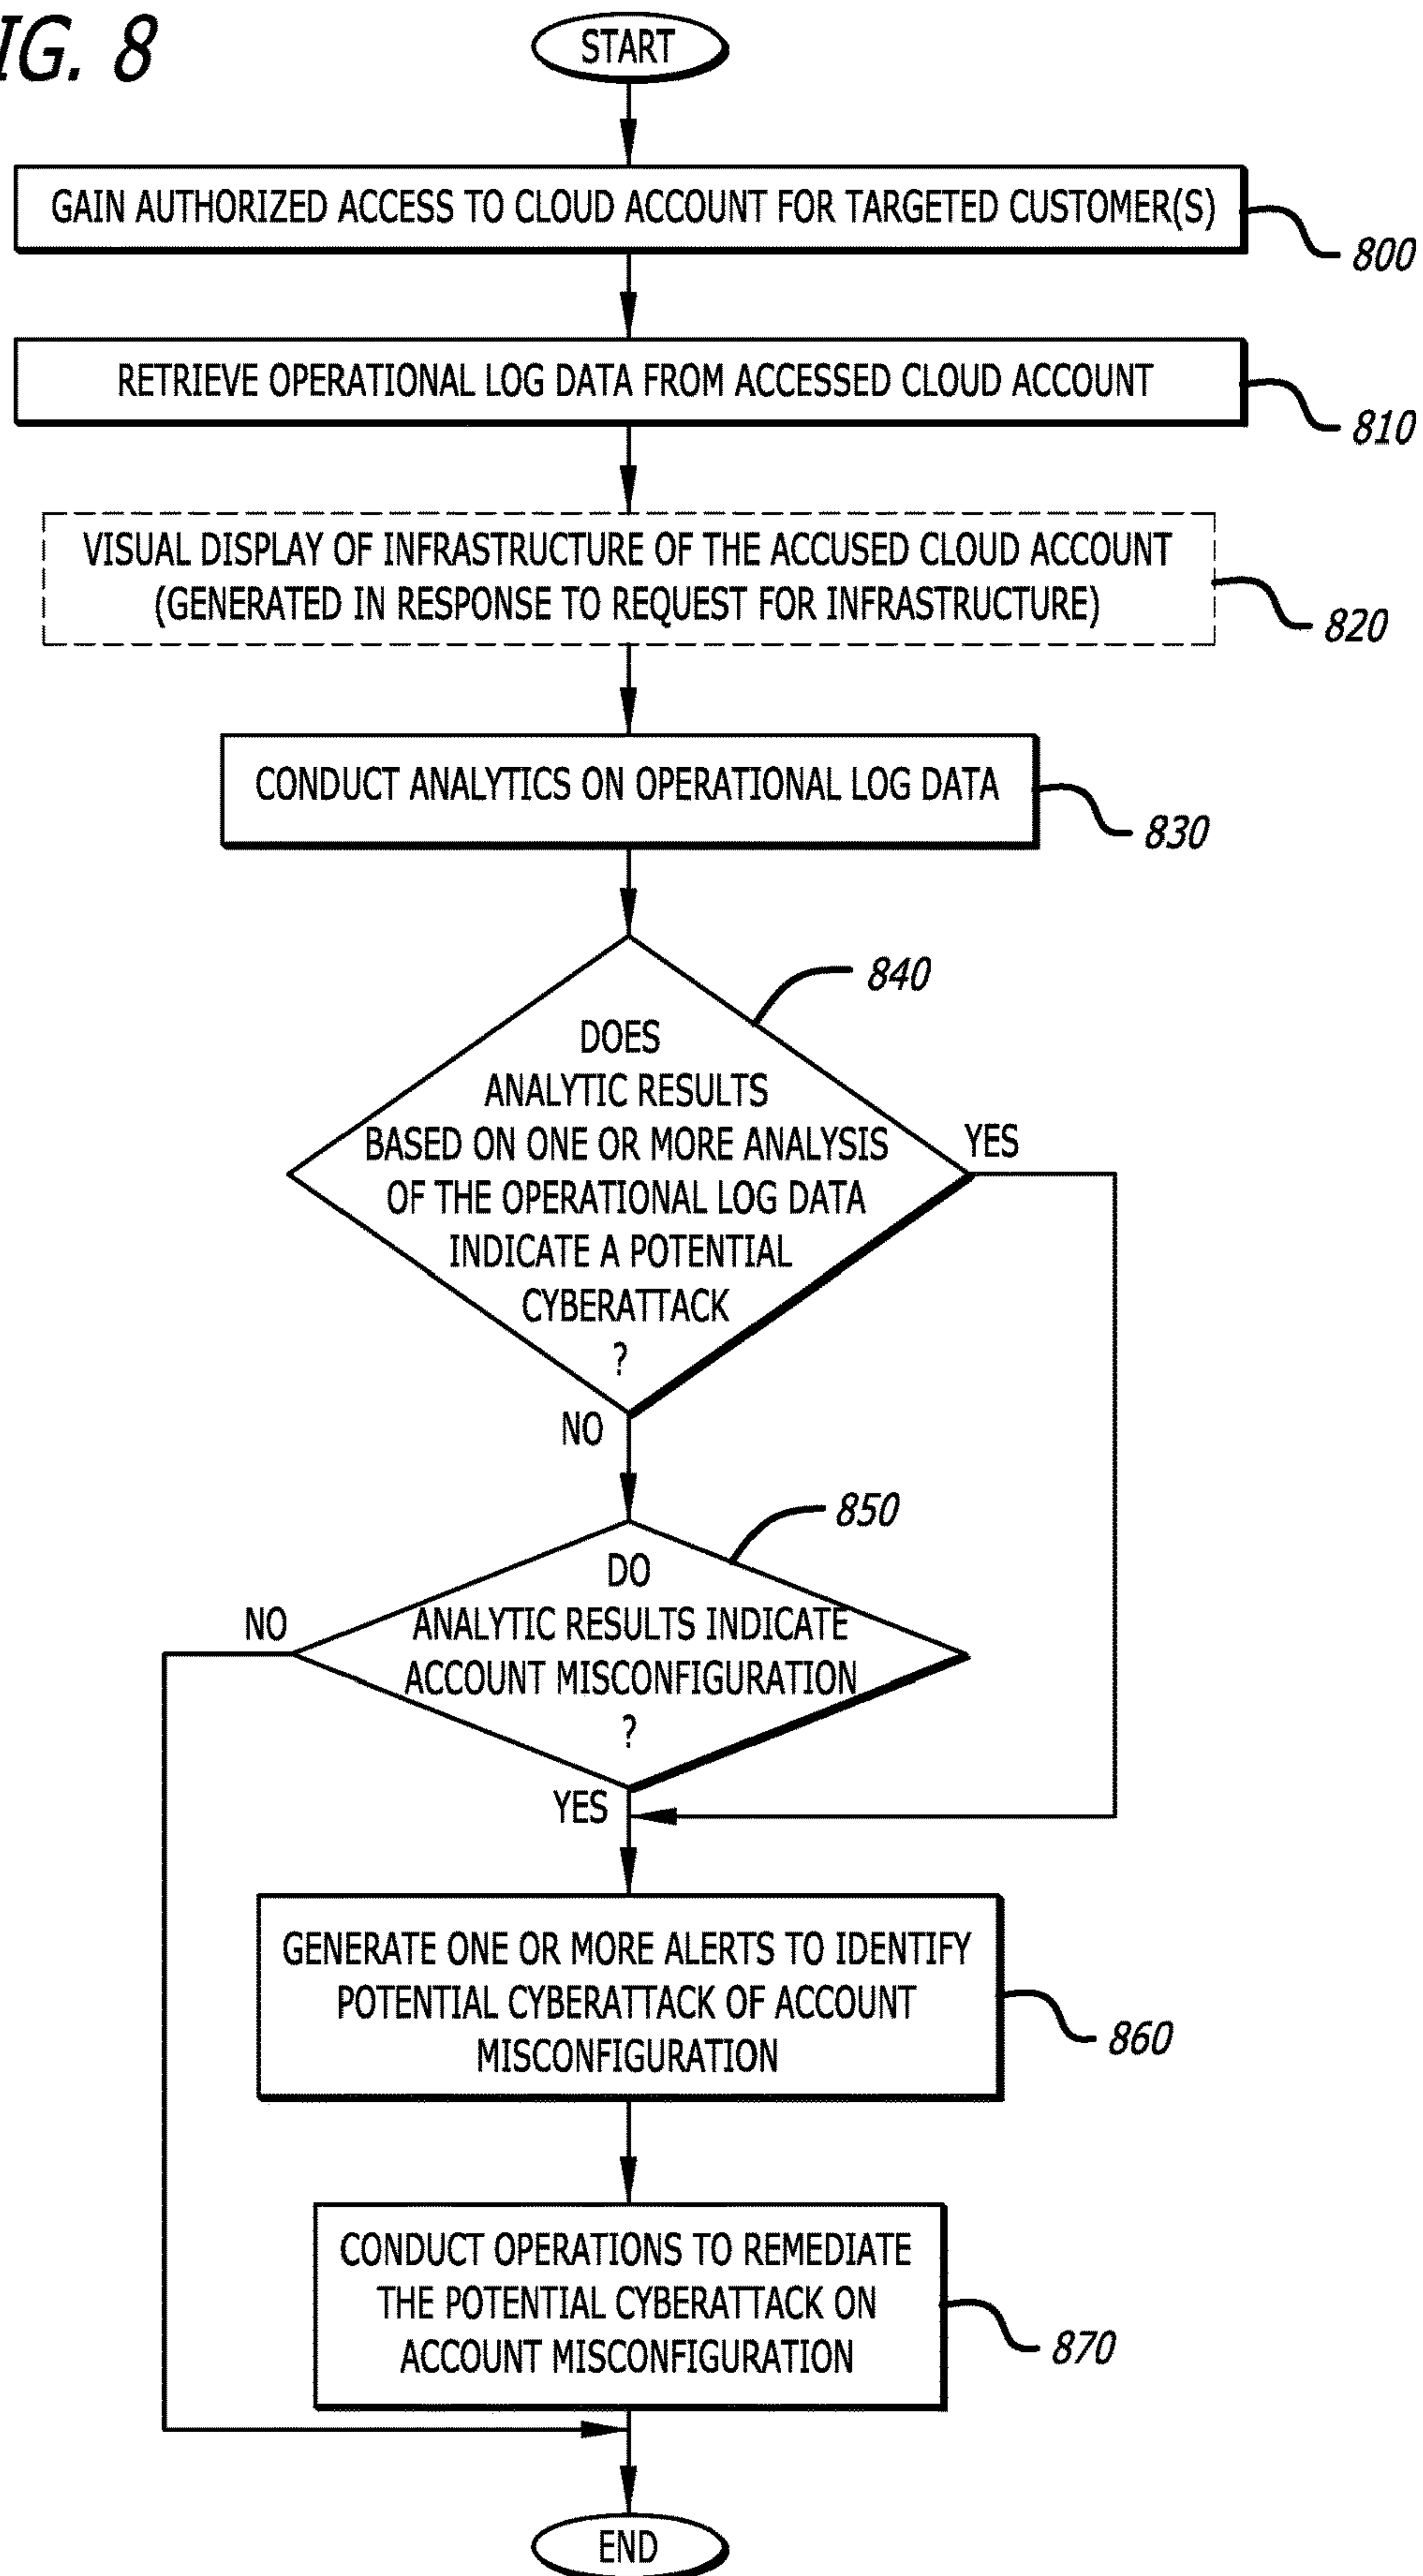 IG. 8
START
GAIN AUTHORIZED ACCESS TO CLOUD ACCOUNT FOR TARGETED CUSTOMER(S)
800
RETRIEVE OPERATIONAL LOG DATA FROM ACCESSED CLOUD ACCOUNT
810
VISUAL DISPLAY OF INFRASTRUCTURE OF THE ACCUSED CLOUD ACCOUNT
(GENERATED IN RESPONSE TO REQUEST FOR INFRASTRUCTURE)
820
CONDUCT ANALYTICS ON OPERATIONAL LOG DATA
830
840
DOES
ANALYTIC RESULTS
BASED ON ONE OR MORE ANALYSIS
OF THE OPERATIONAL LOG DATA
INDICATE A POTENTIAL
CYBERATTACK
?
YES
NO
850
DO
ANALYTIC RESULTS INDICATE
ACCOUNT MISCONFIGURATION
?
NO
YES
GENERATE ONE OR MORE ALERTS TO IDENTIFY
POTENTIAL CYBERATTACK OF ACCOUNT
MISCONFIGURATION
860
CONDUCT OPERATIONS TO REMEDIATE
THE POTENTIAL CYBERATTACK ON
ACCOUNT MISCONFIGURATION
870
END